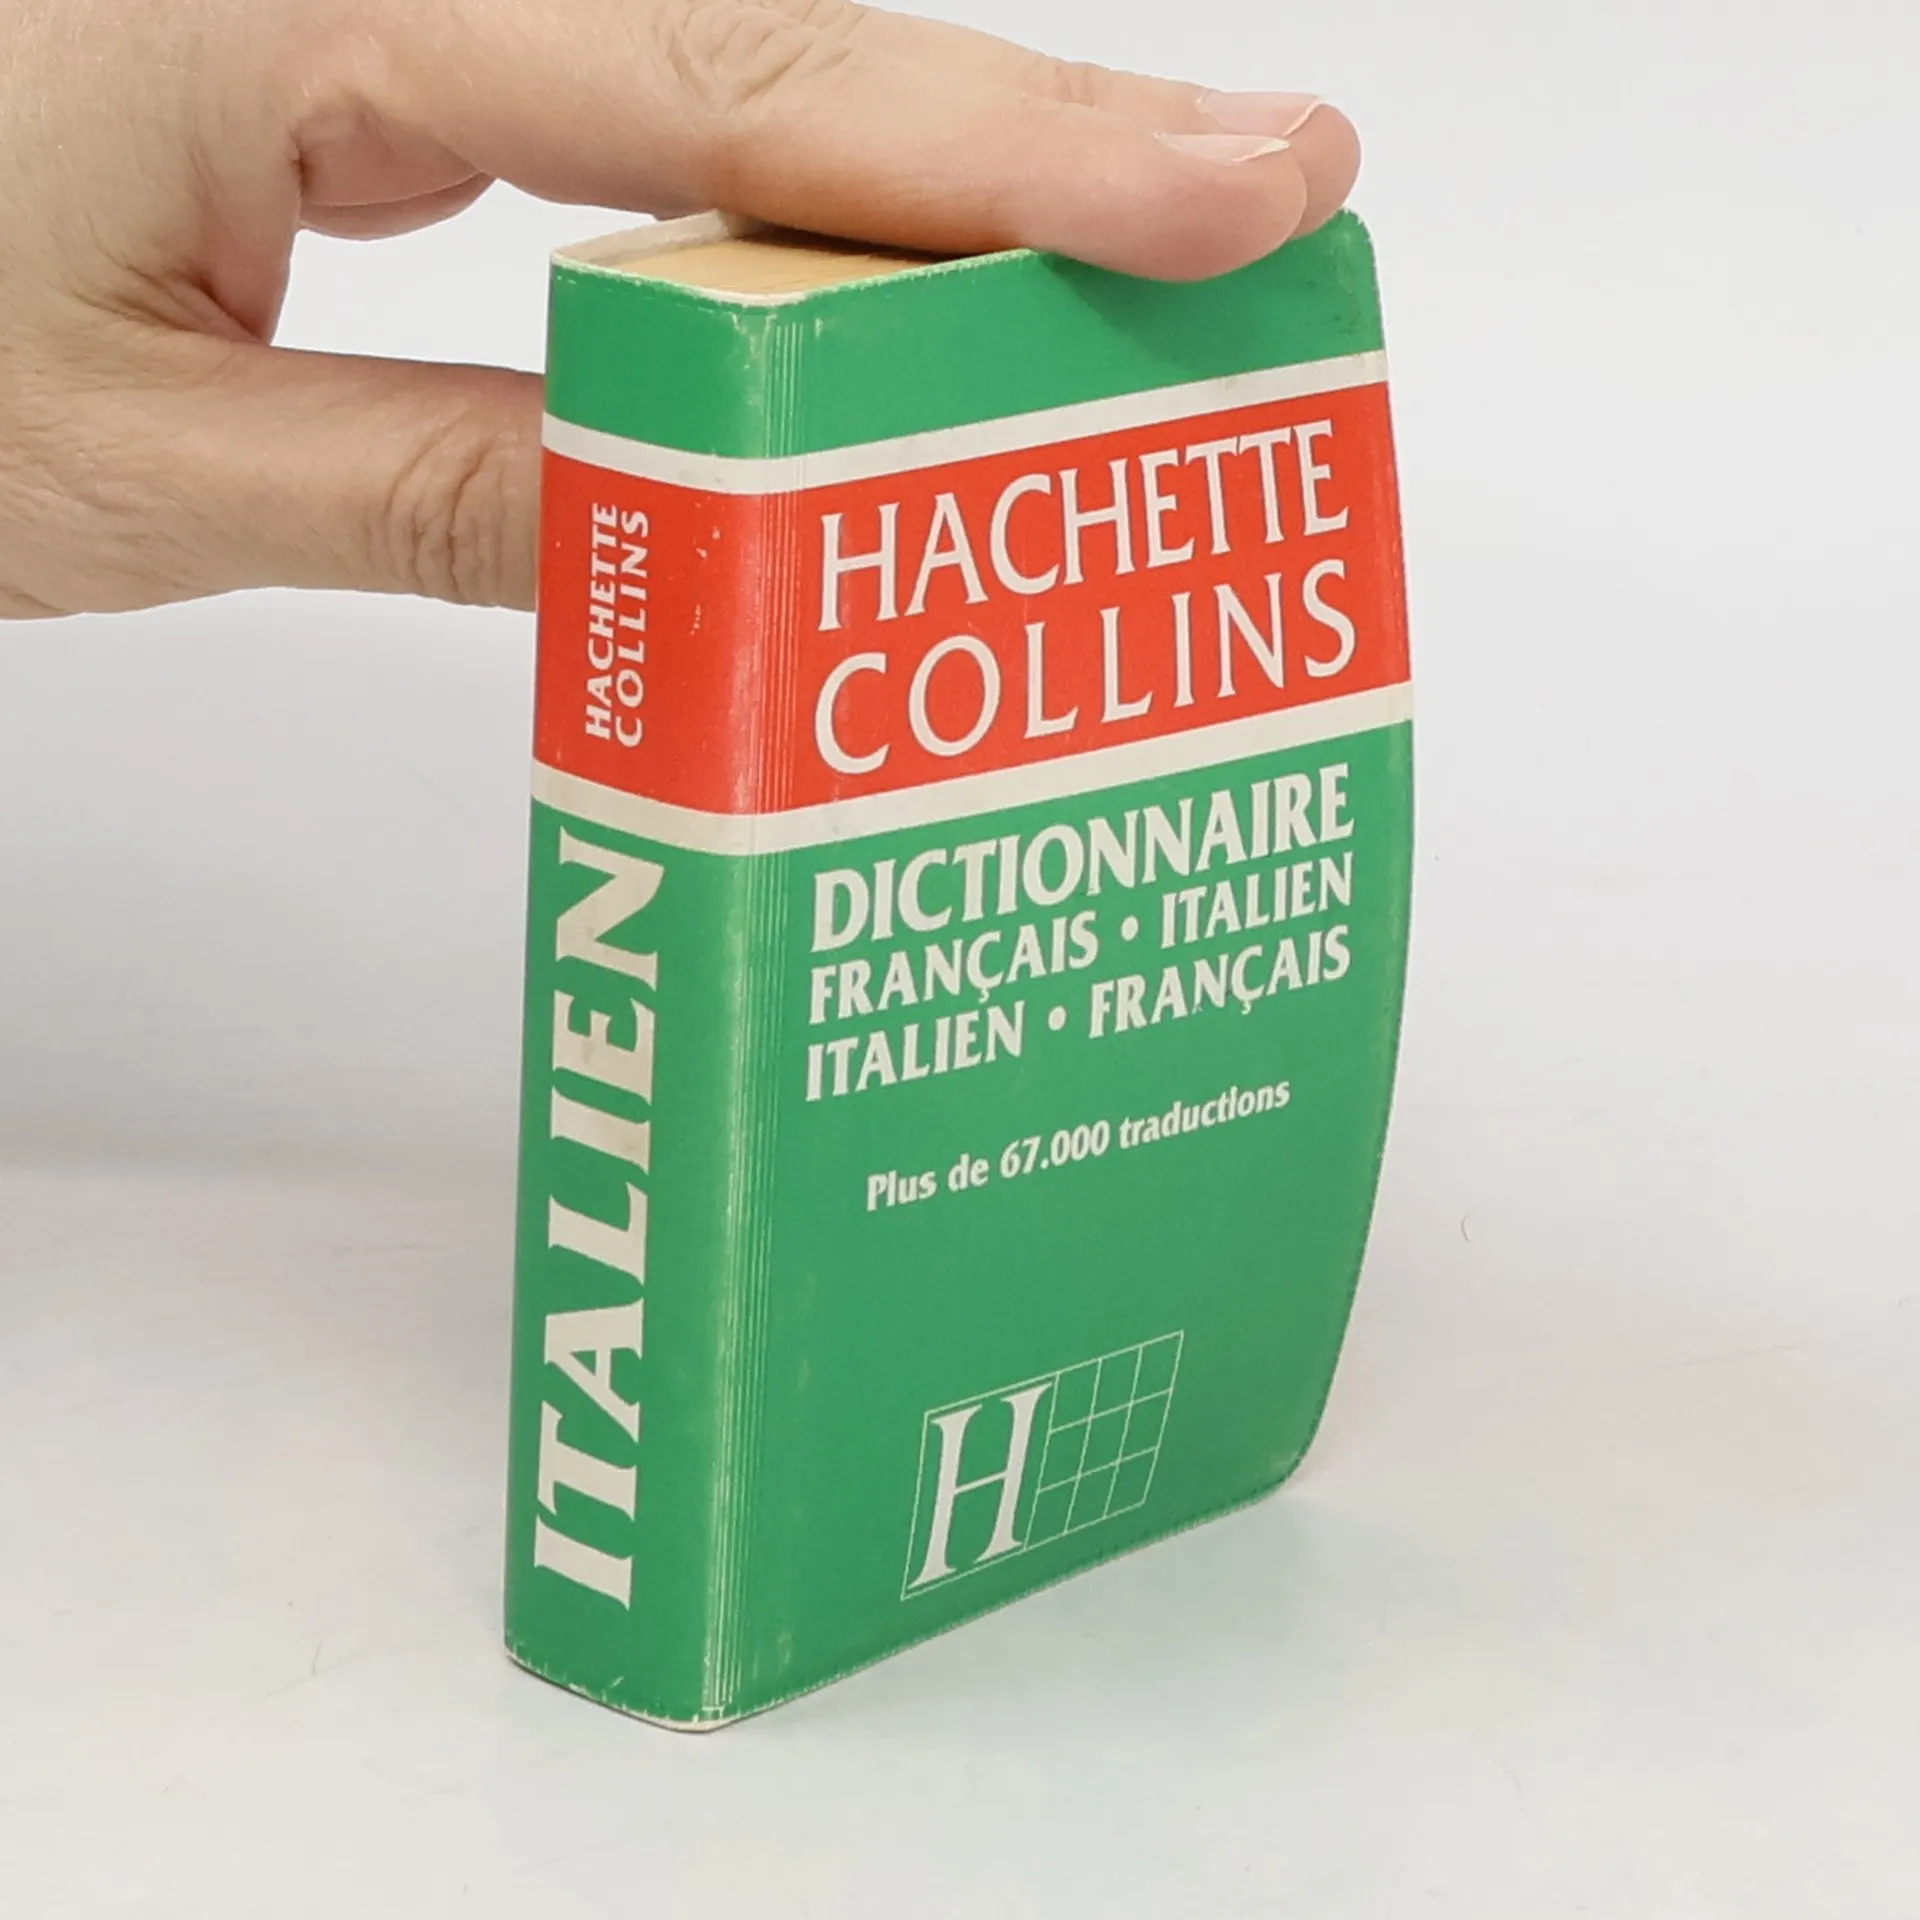 HACHETTE
COLLINS
ITALIEN
HACHETTE
COLLINS
DICTIONNAIRE
FRANÇAIS • ITALIEN
ITALIEN • FRANÇAIS
Plus de 67.000 traductions
H